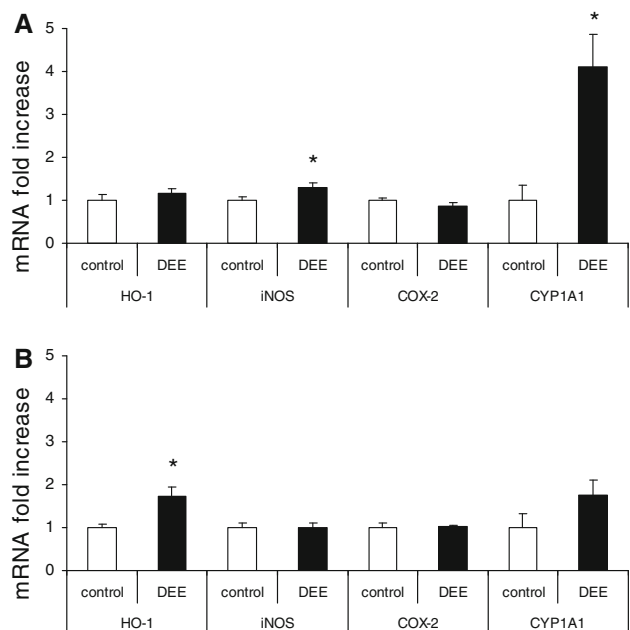 A
mRNA fold increase
5
*
4
3
2
*
1
0
control DEE control DEE control DEE control DEE
HO-1 iNOS COX-2 CYP1A1
B
mRNA fold increase
5
4
3
*
2
1
0
control DEE control DEE control DEE control DEE
HO-1 iNOS COX-2 CYP1A1